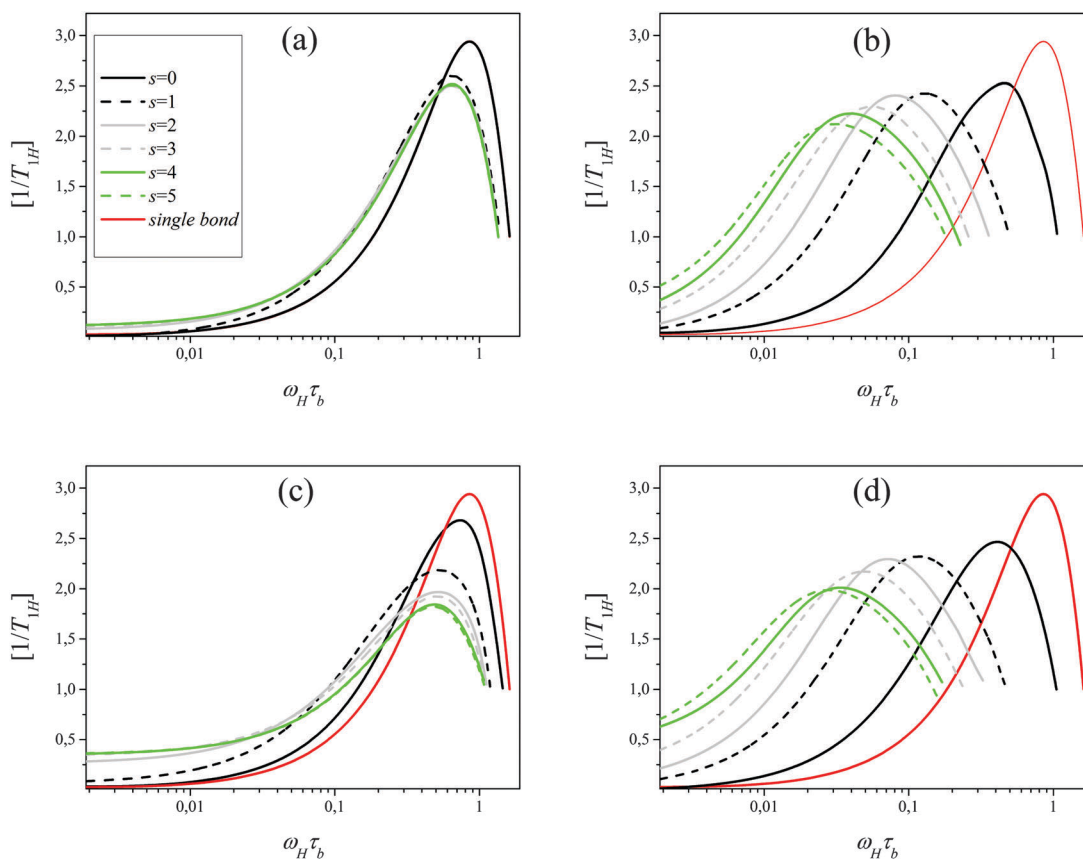 (a)
3,0
2,5
2,0
1,5
1,0
0,5
[1/T1H]
s=0
s=1
s=2
s=3
s=4
s=5
single bond
0,01 0,1 1
ωHτb
(b)
3,0
2,5
2,0
1,5
1,0
0,5
[1/T1H]
0,01 0,1 1
ωHτb
(c)
3,0
2,5
2,0
1,5
1,0
0,5
[1/T1H]
0,01 0,1 1
ωHτb
(d)
3,0
2,5
2,0
1,5
1,0
0,5
[1/T1H]
0,01 0,1 1
ωHτb